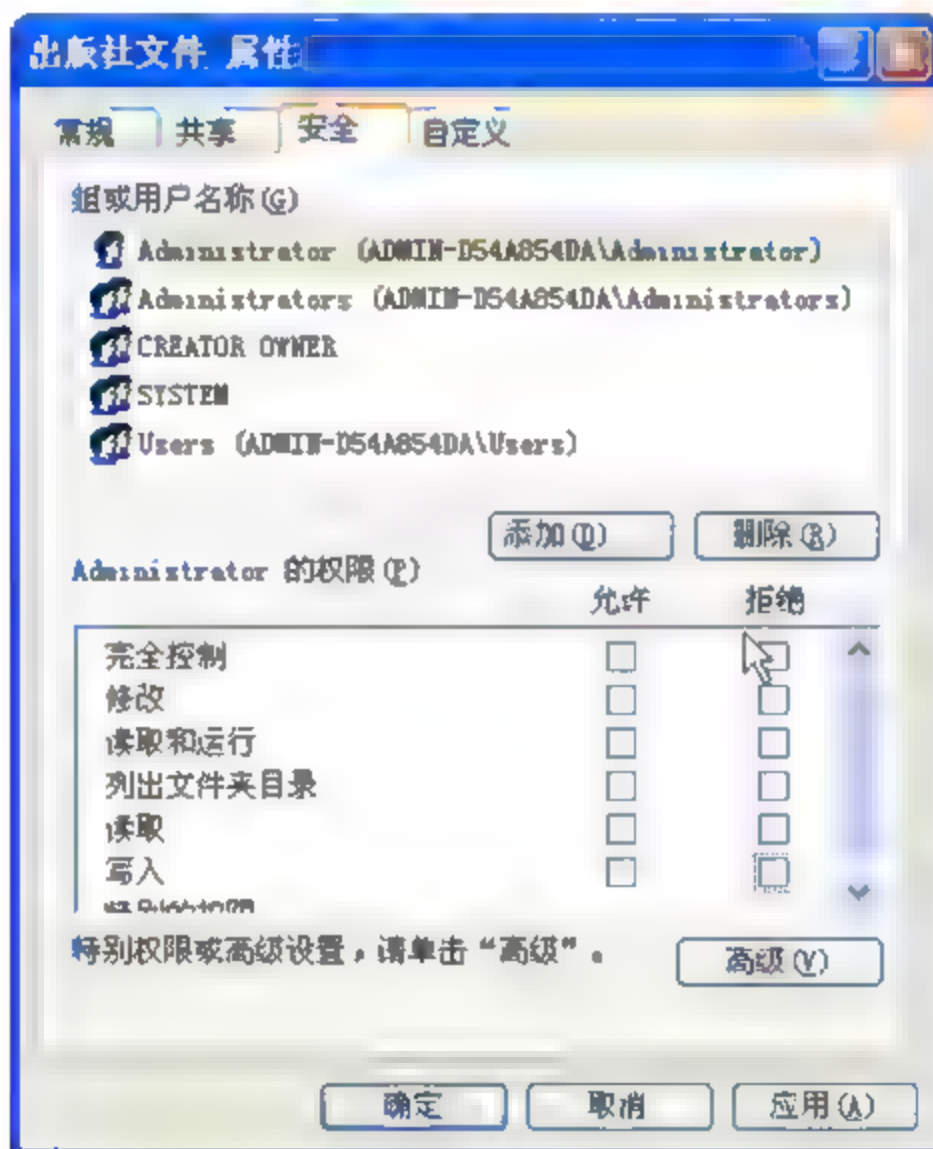 出版社文件 属性
常规 共享 安全 自定义
组或用户名称(G)
Administrator (ADMIN-D54A854DA\Administrator)
Administrators (ADMIN-D54A854DA\Administrators)
CREATOR OWNER
SYSTEM
Users (ADMIN-D54A854DA\Users)
添加(D) 删除(R)
Administrator 的权限(P)
允许 拒绝
完全控制
修改
读取和运行
列出文件夹目录
读取
写入
特别权限或高级设置，请单击“高级”。
高级(V)
确定 取消 应用(A)